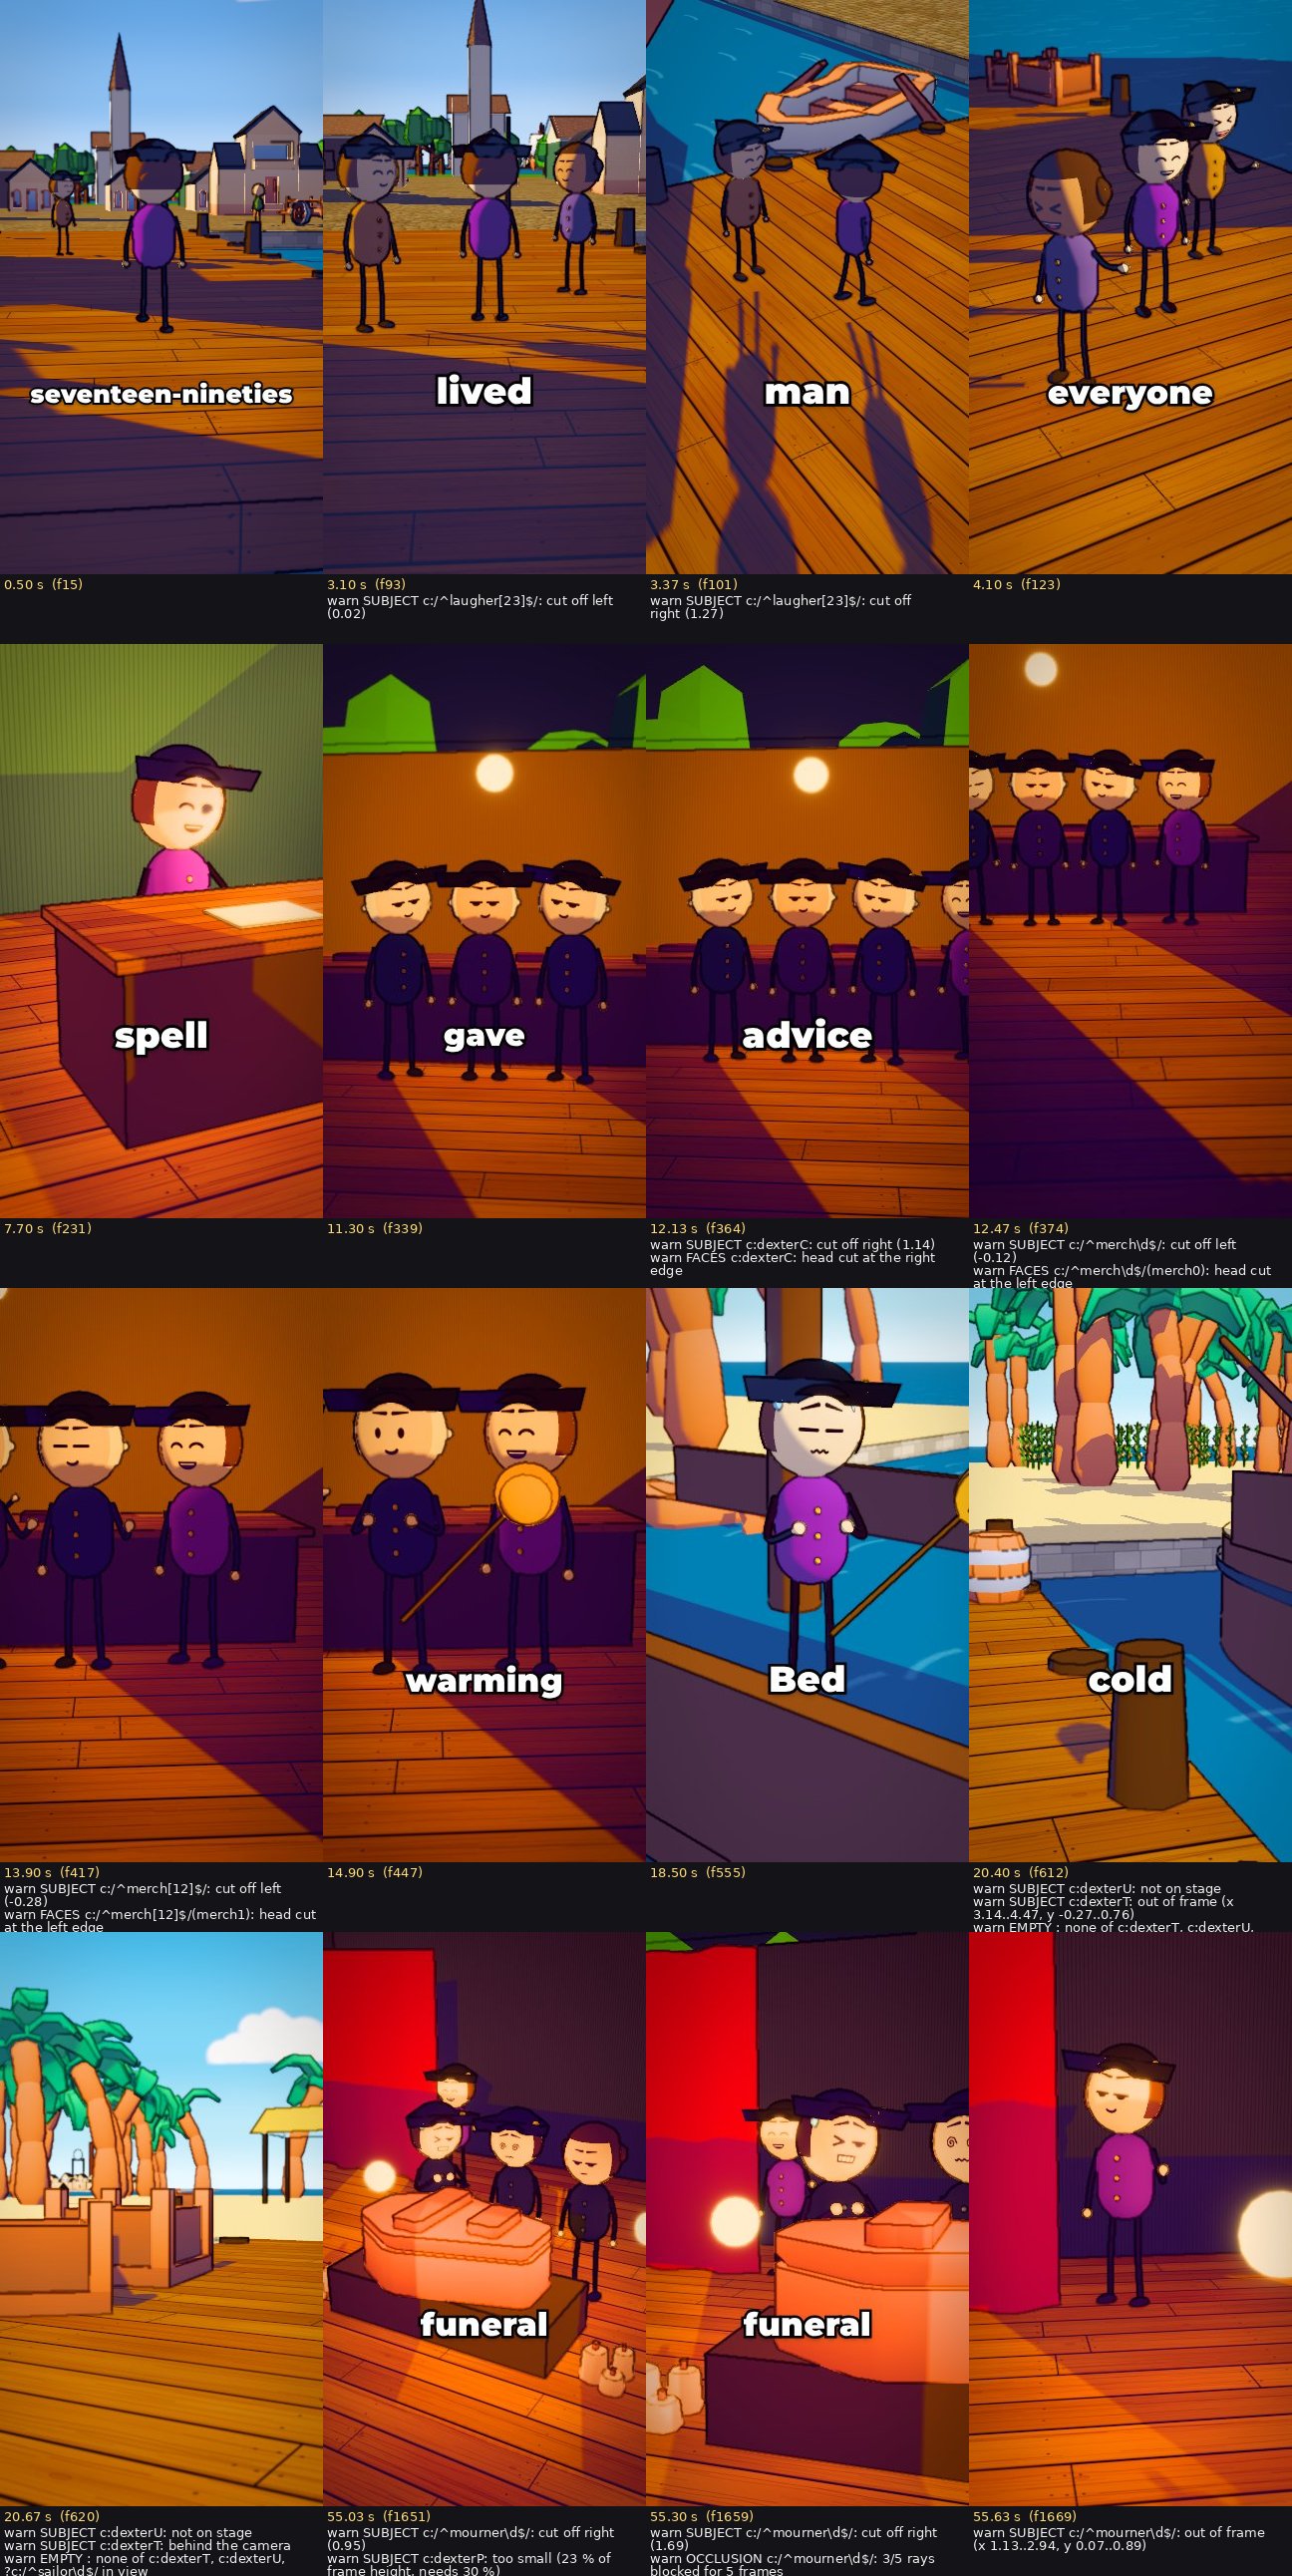 seventeen-nineties
lived
man
everyone
0.50 s (f15)
3.10 s (f93)
warn SUBJECT c:/^laugher[23]$/: cut off left
(0.02)
3.37 s (f101)
warn SUBJECT c:/^laugher[23]$/: cut off
right (1.27)
4.10 s (f123)
spell
gave
advice
7.70 s (f231)
11.30 s (f339)
12.13 s (f364)
warn SUBJECT c:dexterC: cut off right (1.14)
warn FACES c:dexterC: head cut at the right
edge
12.47 s (f374)
warn SUBJECT c:/^merch\d$/: cut off left
(-0.12)
warn FACES c:/^merch\d$/(merch0): head cut
at the left edge
warming
Bed
cold
13.90 s (f417)
warn SUBJECT c:/^merch[12]$/: cut off left
(-0.28)
warn FACES c:/^merch[12]$/(merch1): head cut
at the left edge
14.90 s (f447)
18.50 s (f555)
20.40 s (f612)
warn SUBJECT c:dexterU: not on stage
warn SUBJECT c:dexterT: out of frame (x
3.14..4.47, y -0.27..0.76)
warn EMPTY : none of c:dexterT, c:dexterU,
funeral
funeral
20.67 s (f620)
warn SUBJECT c:dexterU: not on stage
warn SUBJECT c:dexterT: behind the camera
warn EMPTY : none of c:dexterT, c:dexterU,
?c:/^sailor\d$/ in view
55.03 s (f1651)
warn SUBJECT c:/^mourner\d$/: cut off right
(0.95)
warn SUBJECT c:dexterP: too small (23 % of
frame height, needs 30 %)
55.30 s (f1659)
warn SUBJECT c:/^mourner\d$/: cut off right
(1.69)
warn OCCLUSION c:/^mourner\d$/: 3/5 rays
blocked for 5 frames
55.63 s (f1669)
warn SUBJECT c:/^mourner\d$/: out of frame
(x 1.13..2.94, y 0.07..0.89)